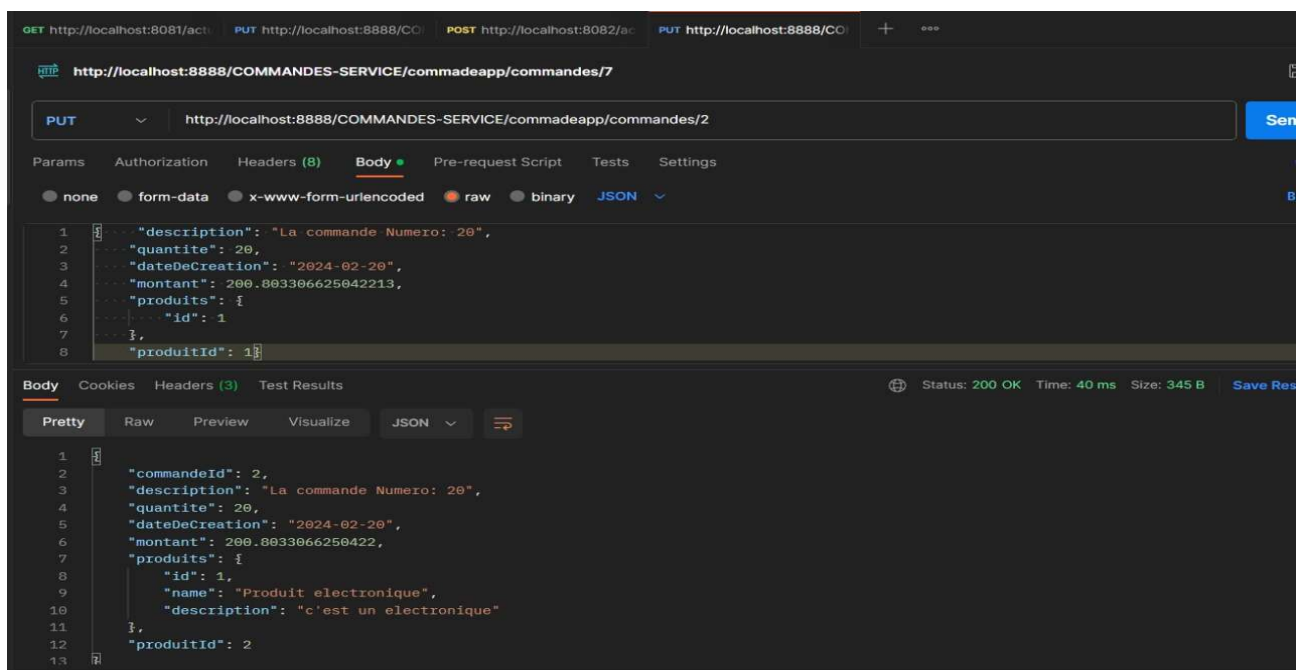 GET http://localhost:8081/act PUT http://localhost:8888/CO POST http://localhost:8082/ac PUT http://localhost:8888/CO
HTTP http://localhost:8888/COMMANDES-SERVICE/commadeapp/commandes/7
PUT http://localhost:8888/COMMANDES-SERVICE/commadeapp/commandes/2 Sen
Params Authorization Headers (8) Body Pre-request Script Tests Settings
none form-data x-www-form-urlencoded raw binary JSON B
1 { "description": "La commande Numero: 20",
2 "quantite": 20,
3 "dateDeCreation": "2024-02-20",
4 "montant": 200.803306625042213,
5 "produits": {
6 "id": 1
7 },
8 "produitId": 1}
Body Cookies Headers (3) Test Results Status: 200 OK Time: 40 ms Size: 345 B Save Res
Pretty Raw Preview Visualize JSON
1 {
2 "commandeId": 2,
3 "description": "La commande Numero: 20",
4 "quantite": 20,
5 "dateDeCreation": "2024-02-20",
6 "montant": 200.8033066250422,
7 "produits": {
8 "id": 1,
9 "name": "Produit electronique",
10 "description": "c'est un electronique"
11 },
12 "produitId": 2
13 }